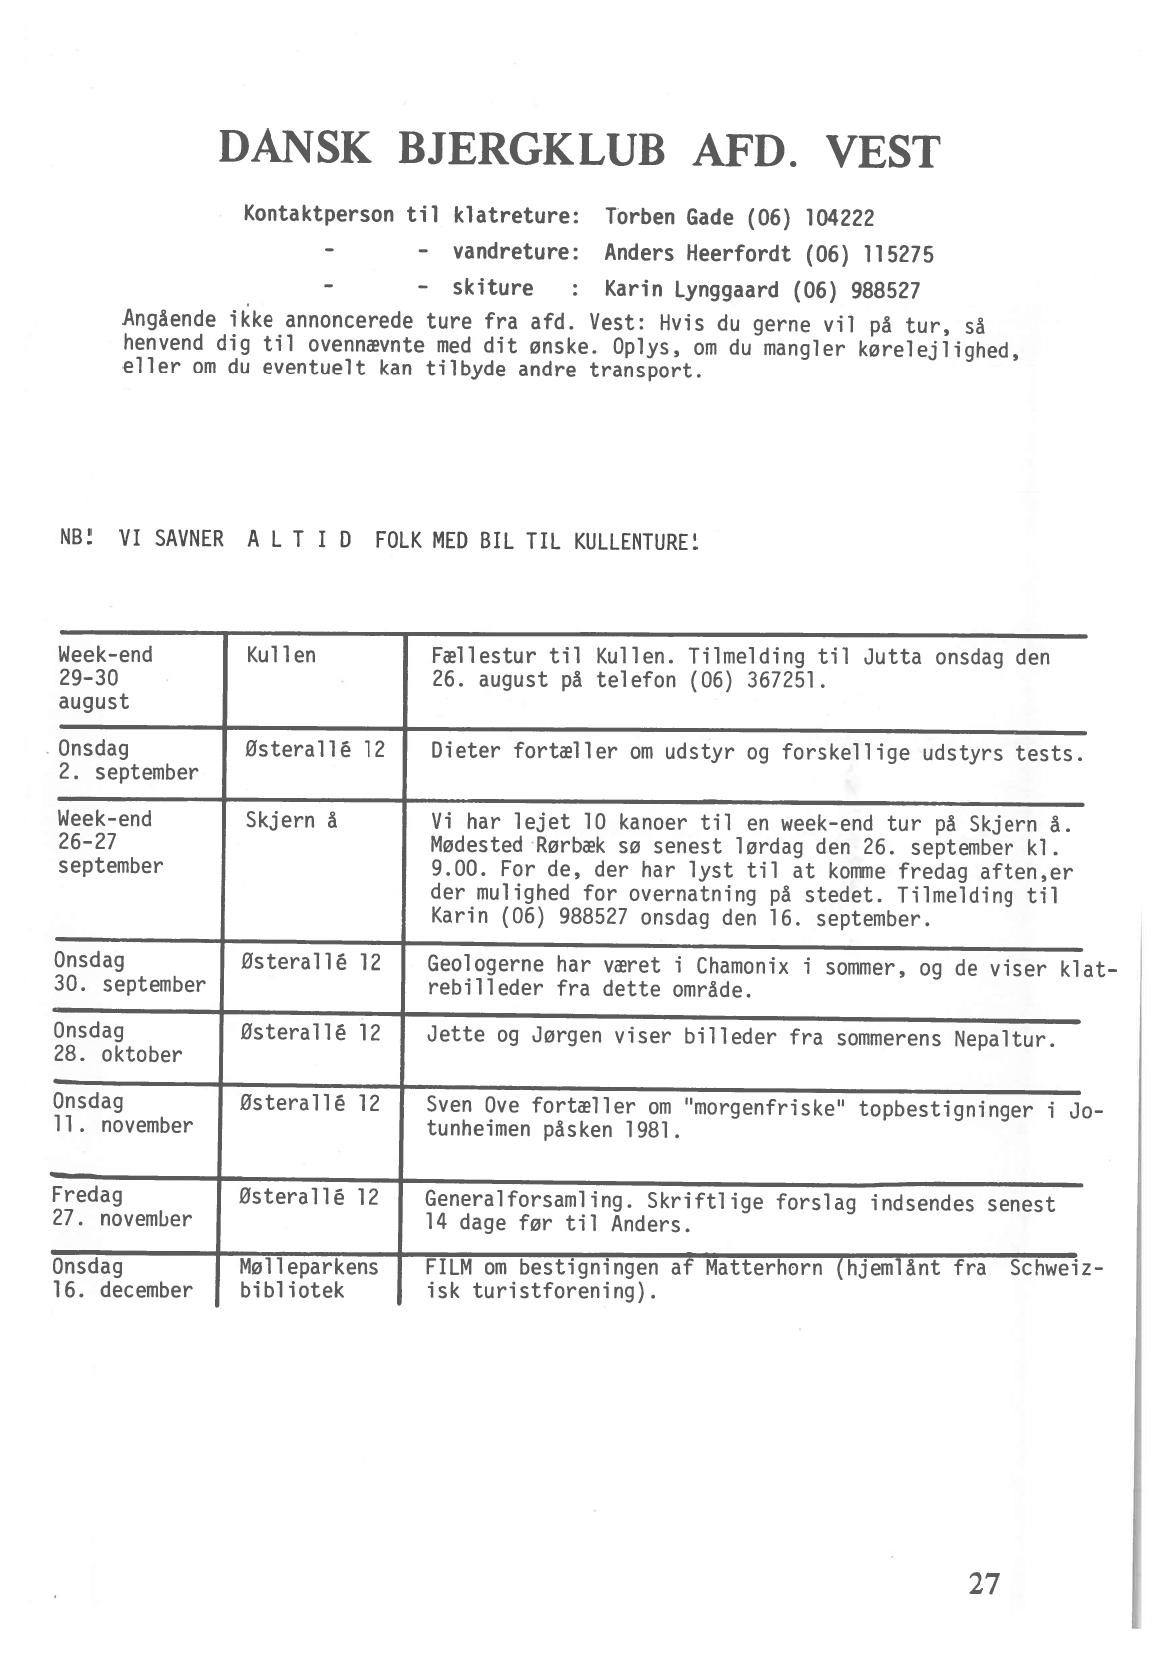 DANSK BJERGKLUB AFD. VEST
Kontaktperson til klatreture: Torben Gade (06) 104222
- - vandreture: Anders Heerfordt (06) 115275
- - skiture : Karin Lynggaard (06) 988527
Angående ikke annoncerede ture fra afd. Vest: Hvis du gerne vil på tur, så
henvend dig til ovennævnte med dit ønske. Oplys, om du mangler kørelejlighed,
eller om du eventuelt kan tilbyde andre transport.
NB! VI SAVNER A L T I D FOLK MED BIL TIL KULLENTURE!
Week-end
29-30
august
Kullen
Fællestur til Kullen. Tilmelding til Jutta onsdag den
26. august på telefon (06) 367251.
Onsdag
2. september
Østerallé 12
Dieter fortæller om udstyr og forskellige udstyrs tests.
Week-end
26-27
september
Skjern å
Vi har lejet 10 kanoer til en week-end tur på Skjern å.
Mødested Rørbæk sø senest lørdag den 26. september kl.
9.00. For de, der har lyst til at komme fredag aften,er
der mulighed for overnatning på stedet. Tilmelding til
Karin (06) 988527 onsdag den 16. september.
Onsdag
30. september
Østerallé 12
Geologerne har været i Chamonix i sommer, og de viser klat-
rebilleder fra dette område.
Onsdag
28. oktober
Østerallé 12
Jette og Jørgen viser billeder fra sommerens Nepaltur.
Onsdag
11. november
Østerallé 12
Sven Ove fortæller om "morgenfriske" topbestigninger i Jo-
tunheimen påsken 1981.
Fredag
27. november
Østerallé 12
Generalforsamling. Skriftlige forslag indsendes senest
14 dage før til Anders.
Onsdag
16. december
Mølleparkens
bibliotek
FILM om bestigningen af Matterhorn (hjemlånt fra Schweiz-
isk turistforening).
27